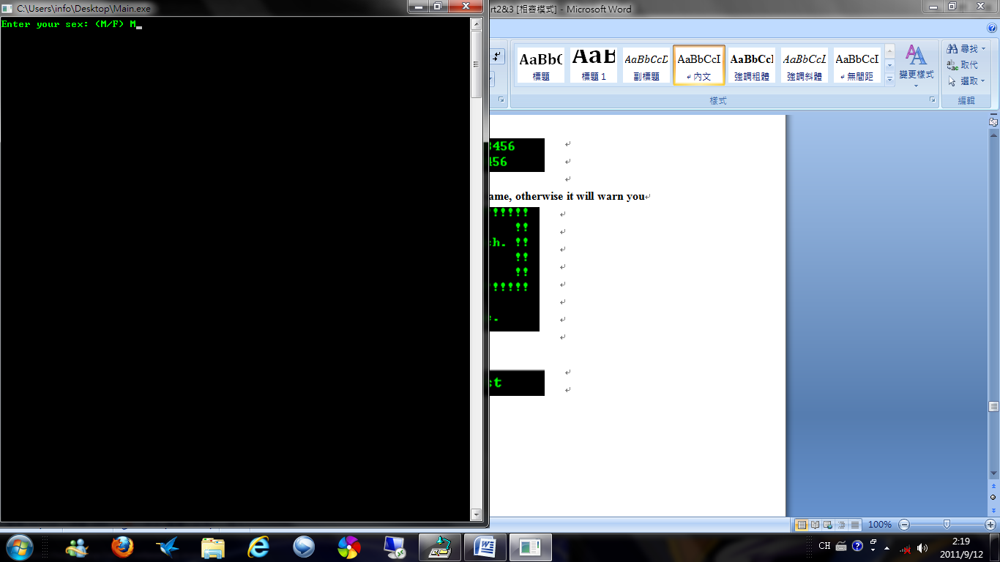 C:\Users\info\Desktop\Main.exe
Enter your sex: (M/F) M
rt2&3 [相容模式] - Microsoft Word
AaBbC AaB AaBbCcD AaBbCcI AaBbCcI AaBbCcI AaBbCcI
標題 標題 1 副標題 內文 強調粗體 強調斜體 無間距
變更樣式
樣式
尋找
取代
選取
編輯
3456
456
ame, otherwise it will warn you
!!!!!
!!
ch. !!
!!
!!
!!!!!
e.
st
100%
CH
2:19
2011/9/12